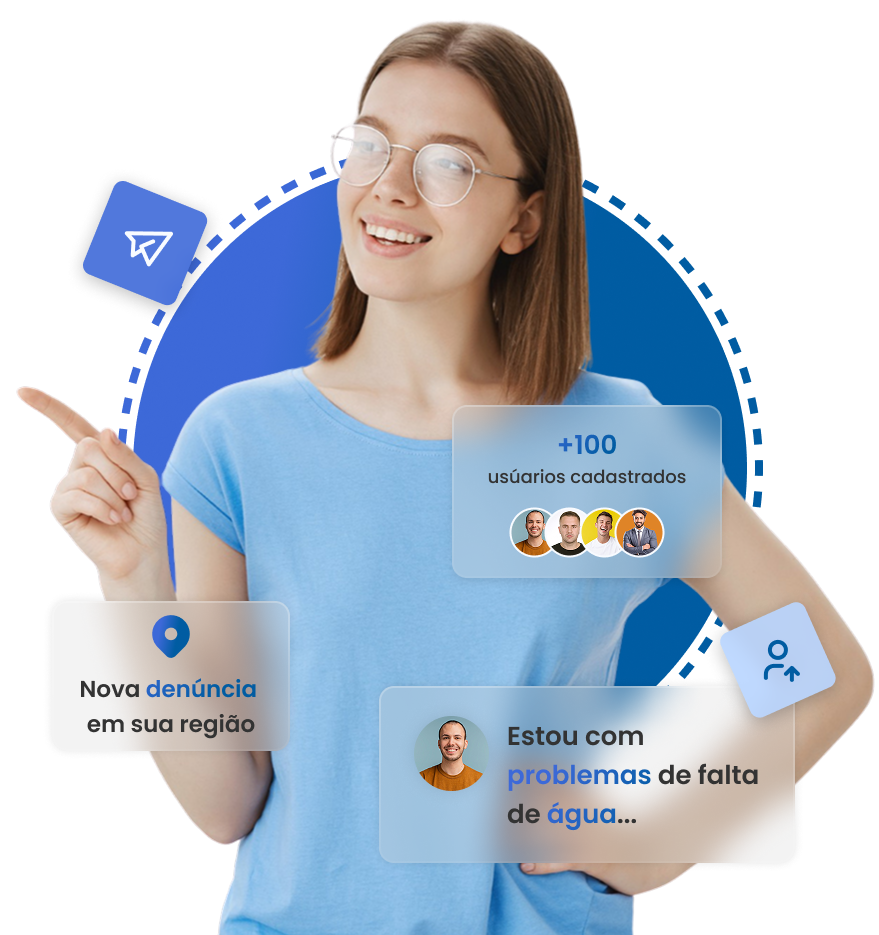 +100
usúarios cadastrados
Nova denúncia
em sua região
Estou com
problemas de falta
de água...